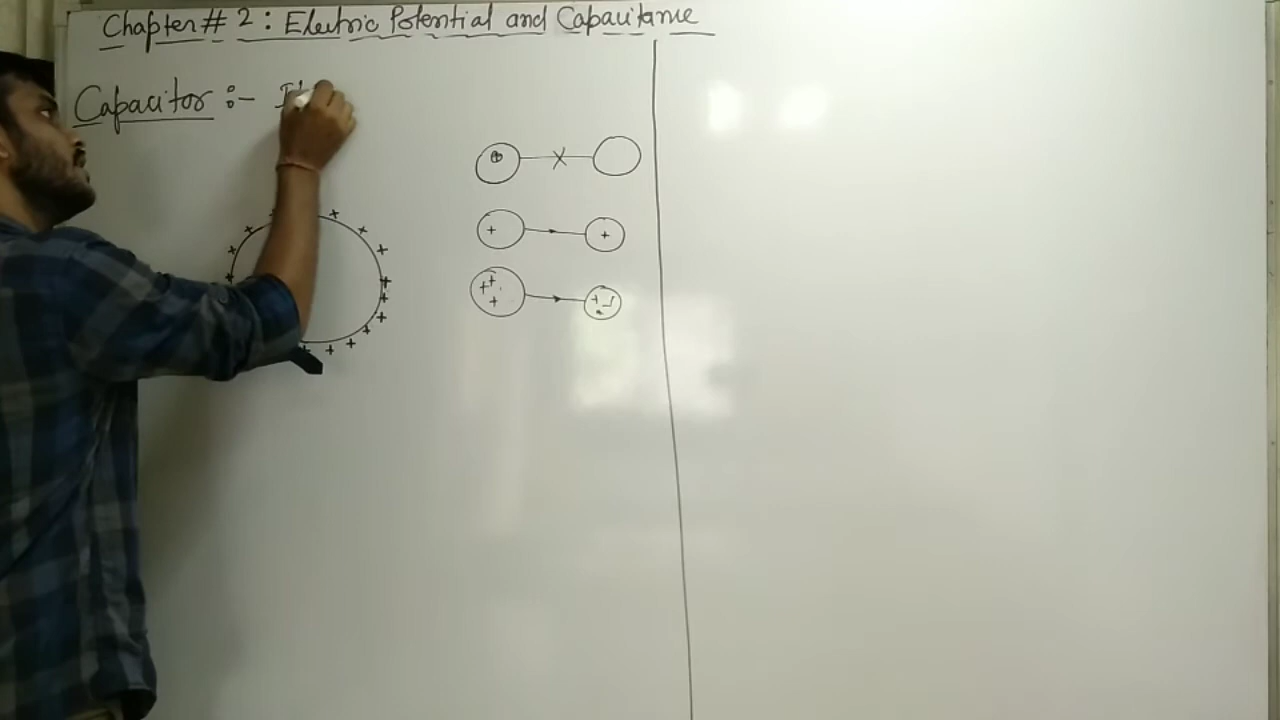 Chapter# 2 : Electric Potential and Capacitance
Capacitor :-
+ + + + + + + + + + + + + +
+
+ +
+ + + + -